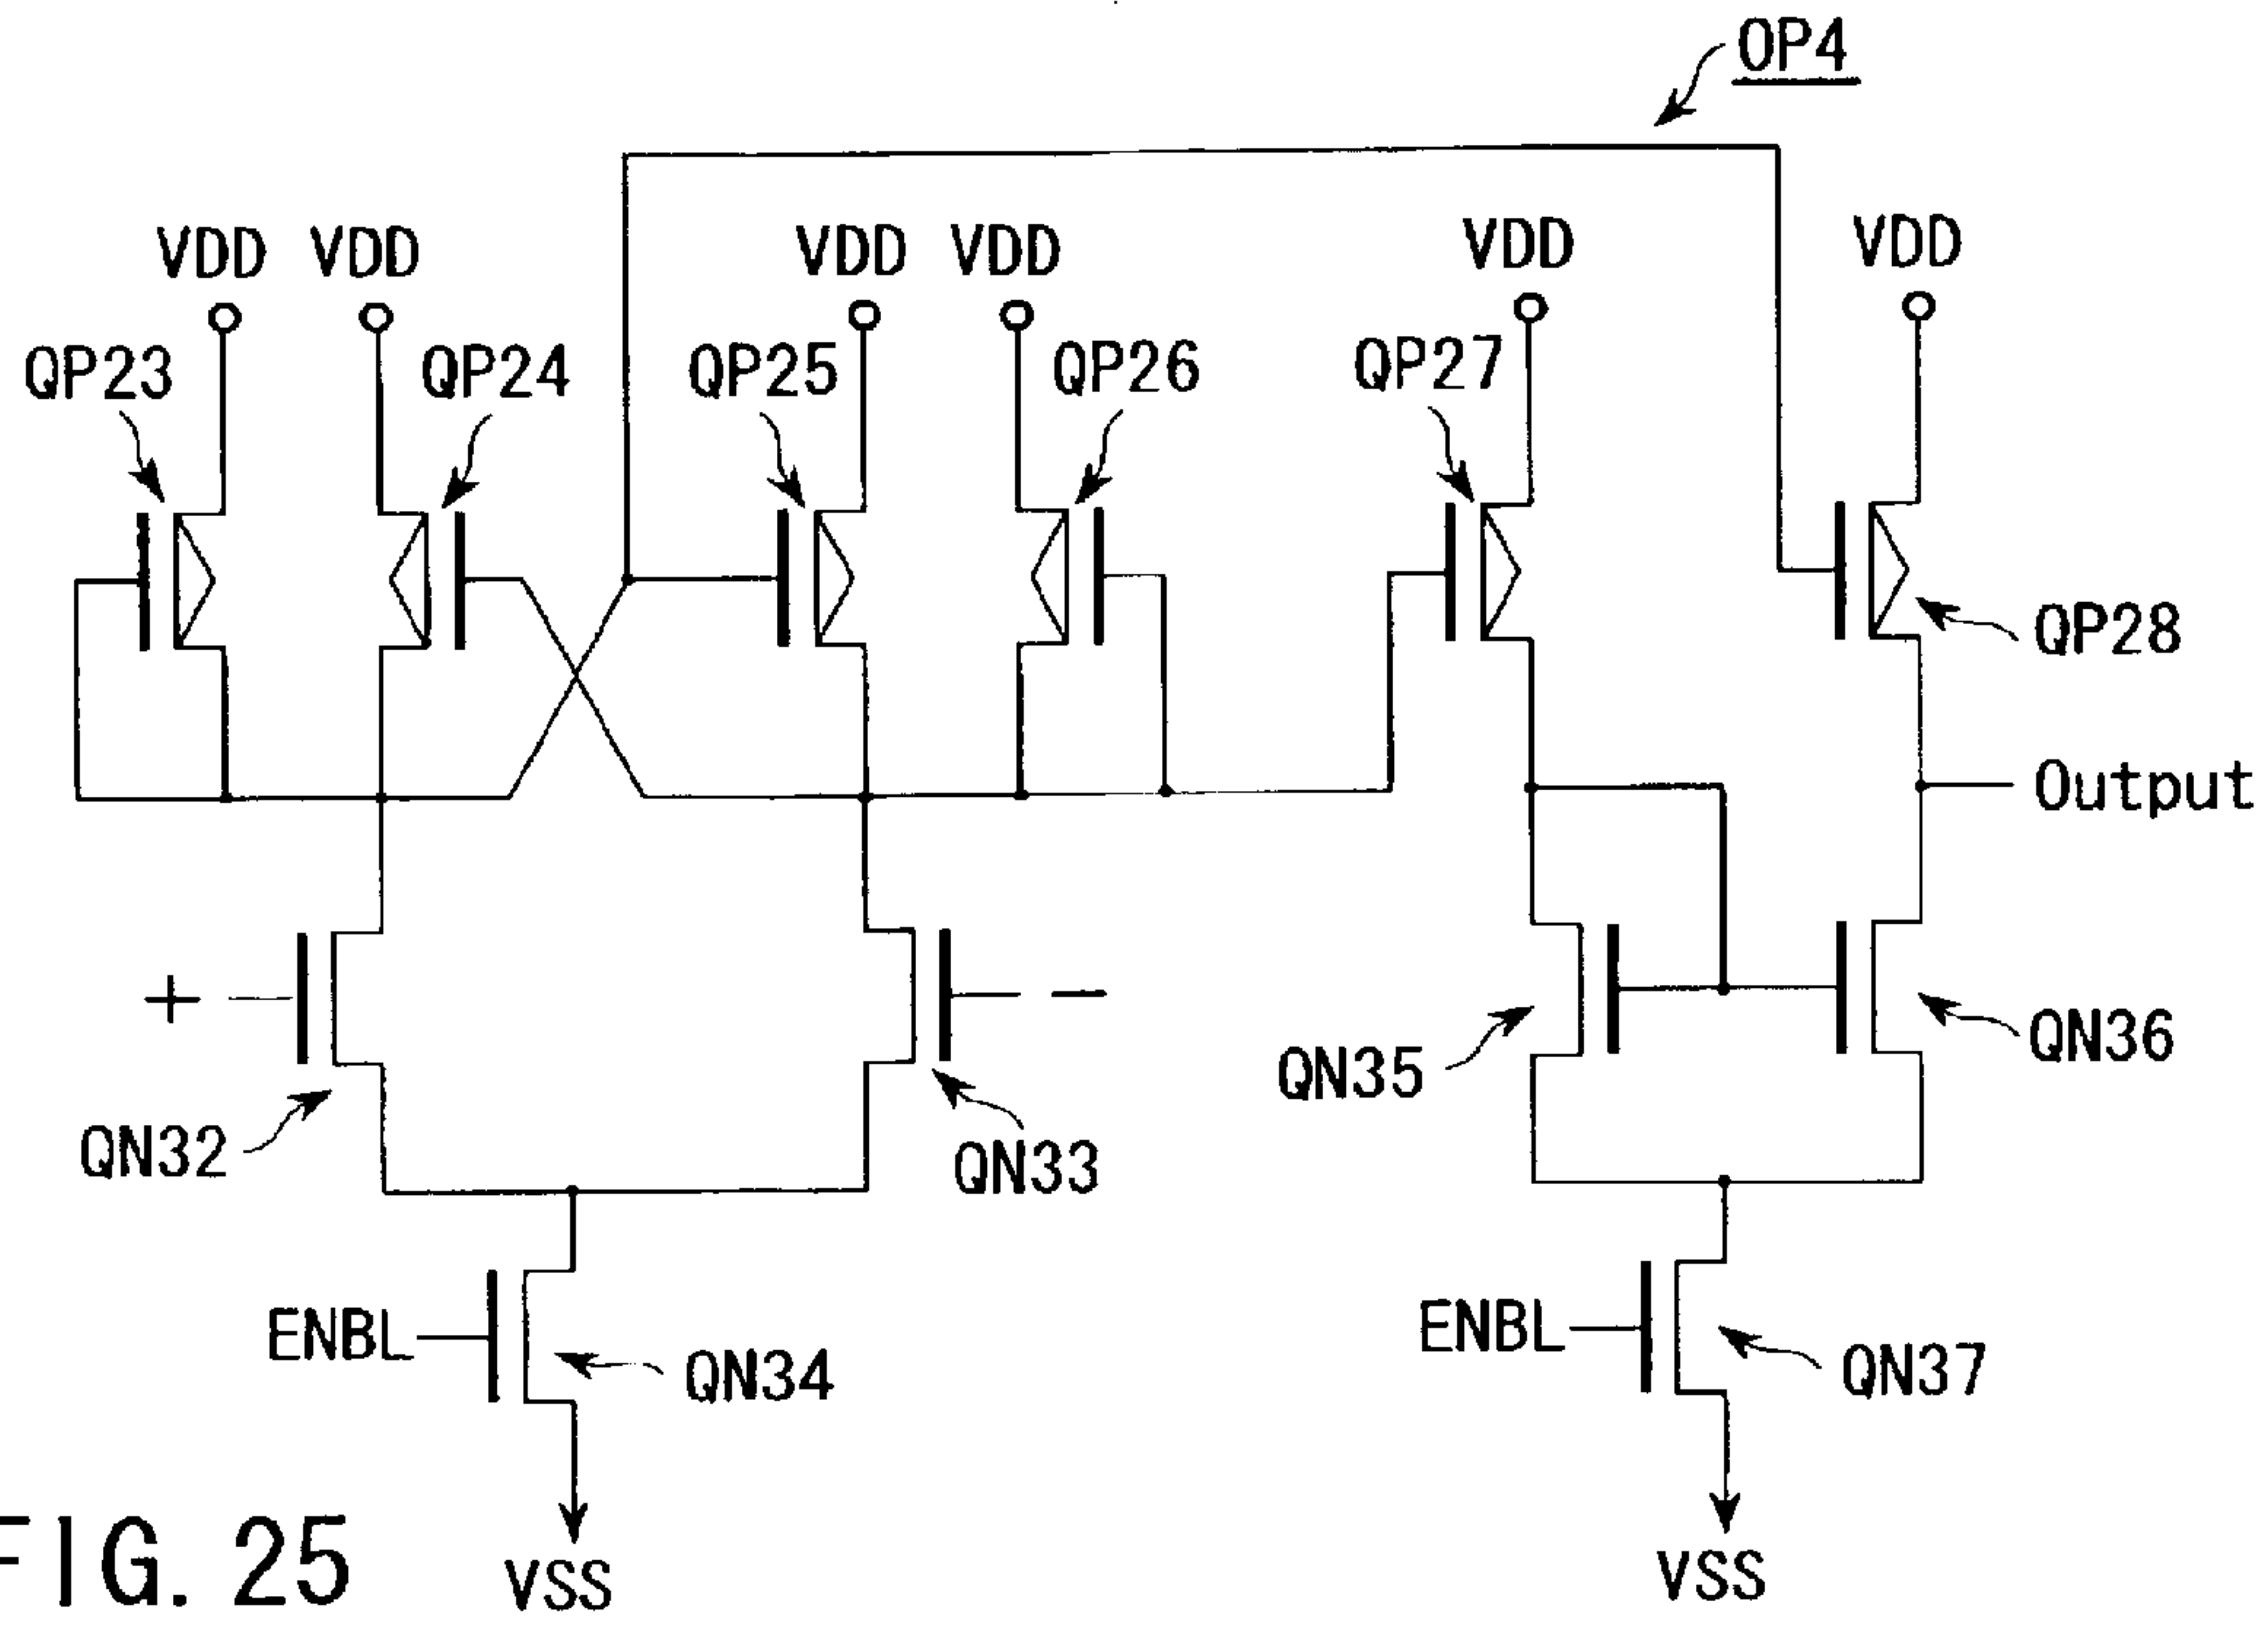 OP4
VDD VDD VDD VDD VDD VDD
QP23 QP24 QP25 QP26 QP27
QP28
Output
+ −
QN32 QN33 QN35 QN36
ENBL QN34 ENBL QN37
VSS VSS
FIG. 25